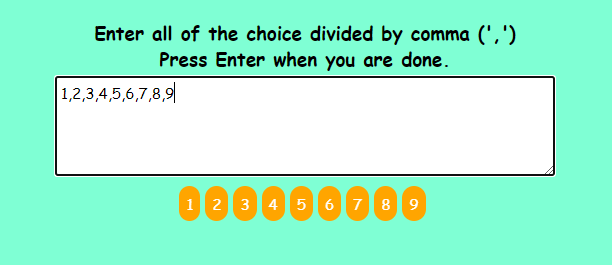 Enter all of the choice divided by comma (',')
Press Enter when you are done.
1,2,3,4,5,6,7,8,9
1 2 3 4 5 6 7 8 9